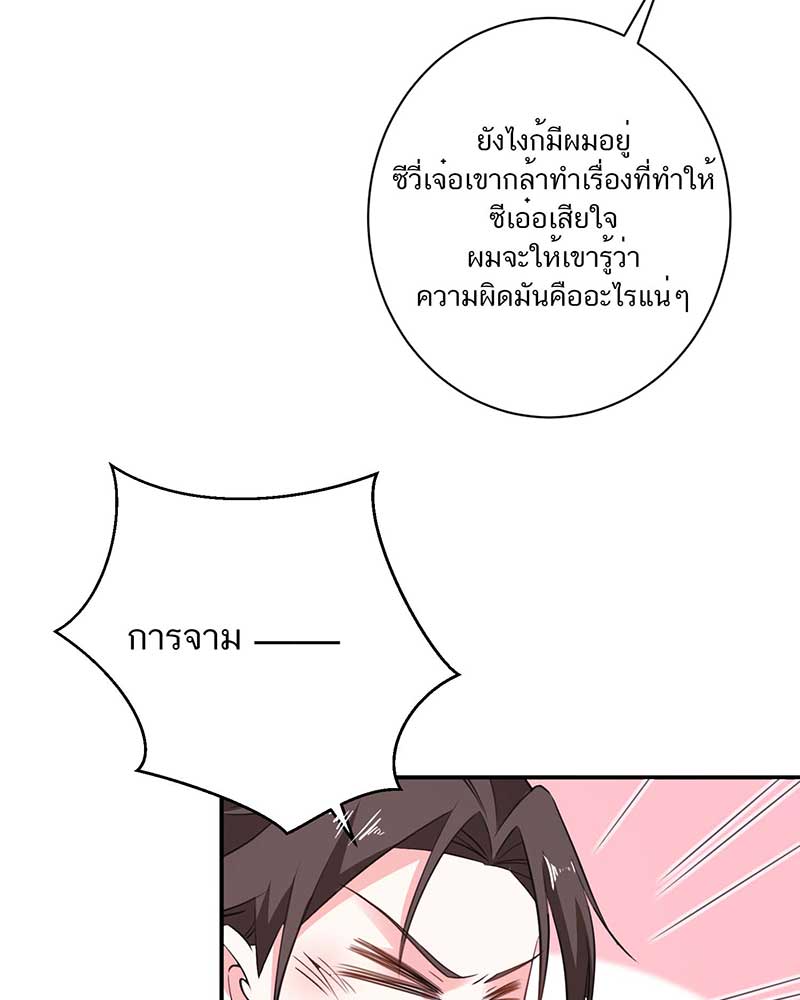 ยังไงก็มีผมอยู่
ซีวี่เจ๋อเขากล้าทำเรื่องที่ทำให้
ซีเอ๋อเสียใจ
ผมจะให้เขารู้ว่า
ความผิดมันคืออะไรแน่ๆ
การจาม ——